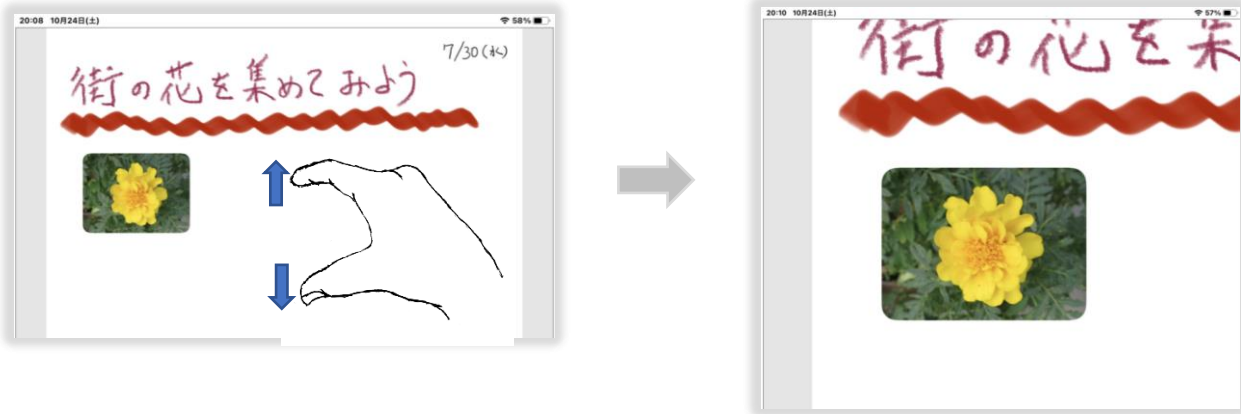 20:08 10月24日(土) 58%
7/30(水)
街の花を集めてみよう
20:10 10月24日(土) 57%
街の花を集